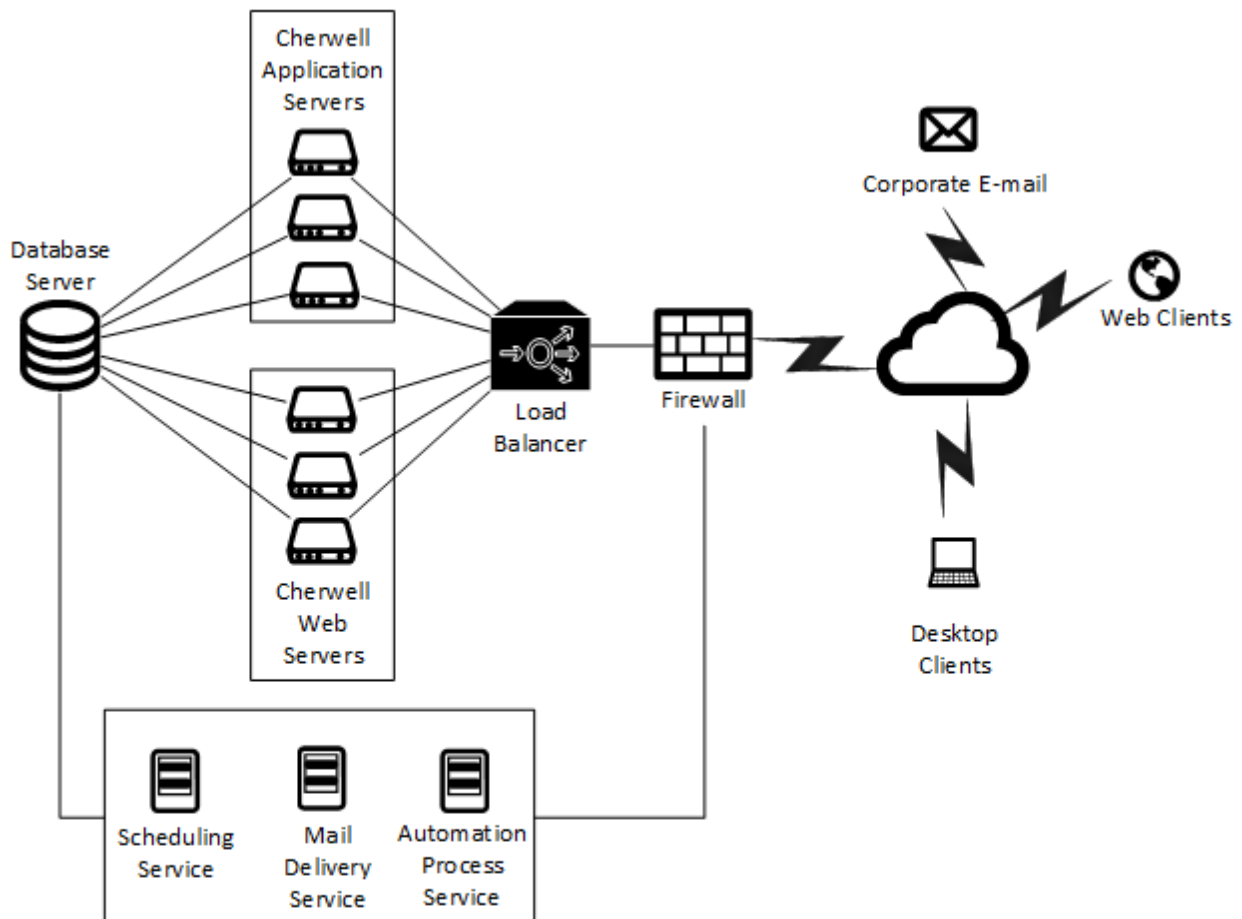 Cherwell
Application
Servers
Corporate E-mail
Database
Server
Web Clients
Load
Balancer
Firewall
Cherwell
Web
Servers
Desktop
Clients
Scheduling
Service
Mail
Delivery
Service
Automation
Process
Service